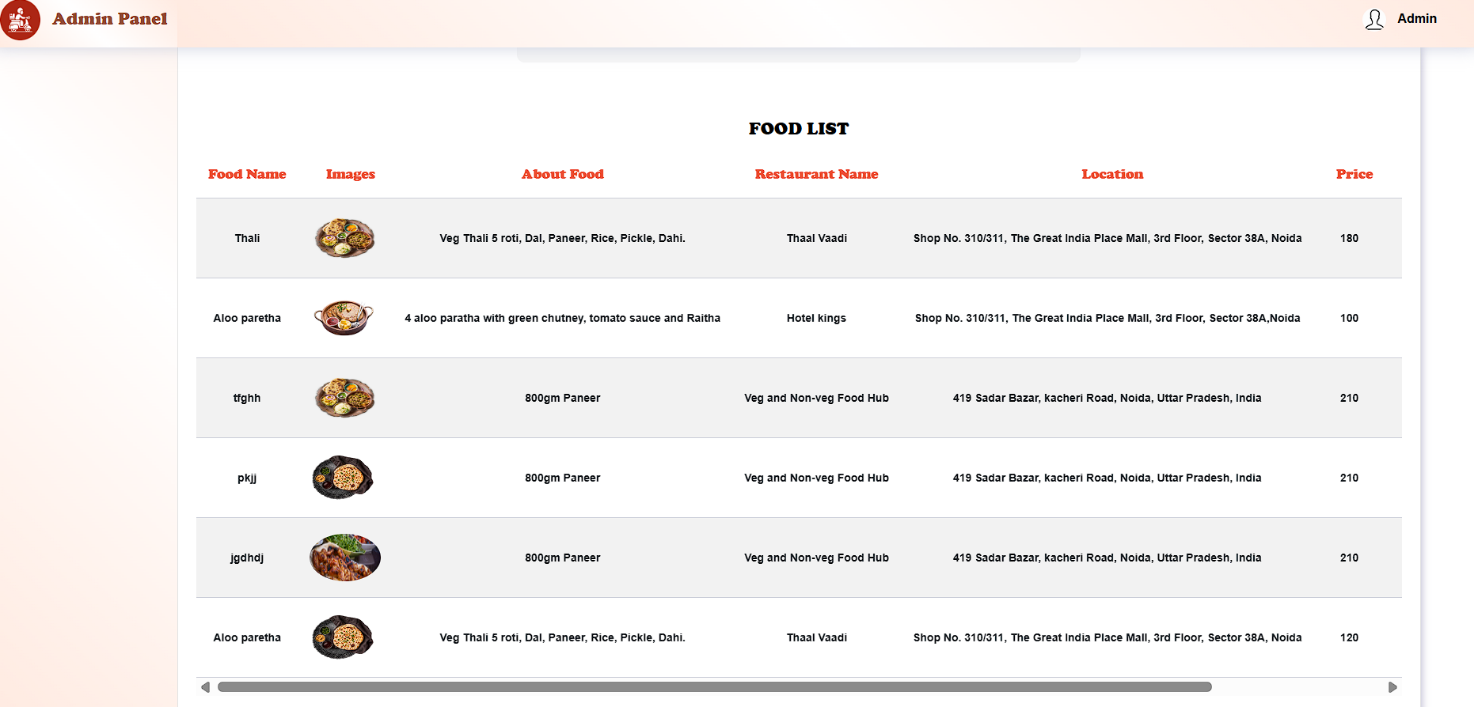 Admin Panel
Admin
FOOD LIST
Food Name Images About Food Restaurant Name Location Price
Thali Veg Thali 5 roti, Dal, Paneer, Rice, Pickle, Dahi. Thaal Vaadi Shop No. 310/311, The Great India Place Mall, 3rd Floor, Sector 38A, Noida 180
Aloo paretha 4 aloo paratha with green chutney, tomato sauce and Raitha Hotel kings Shop No. 310/311, The Great India Place Mall, 3rd Floor, Sector 38A,Noida 100
tfghh 800gm Paneer Veg and Non-veg Food Hub 419 Sadar Bazar, kacheri Road, Noida, Uttar Pradesh, India 210
pkjj 800gm Paneer Veg and Non-veg Food Hub 419 Sadar Bazar, kacheri Road, Noida, Uttar Pradesh, India 210
jgdhdj 800gm Paneer Veg and Non-veg Food Hub 419 Sadar Bazar, kacheri Road, Noida, Uttar Pradesh, India 210
Aloo paretha Veg Thali 5 roti, Dal, Paneer, Rice, Pickle, Dahi. Thaal Vaadi Shop No. 310/311, The Great India Place Mall, 3rd Floor, Sector 38A, Noida 120